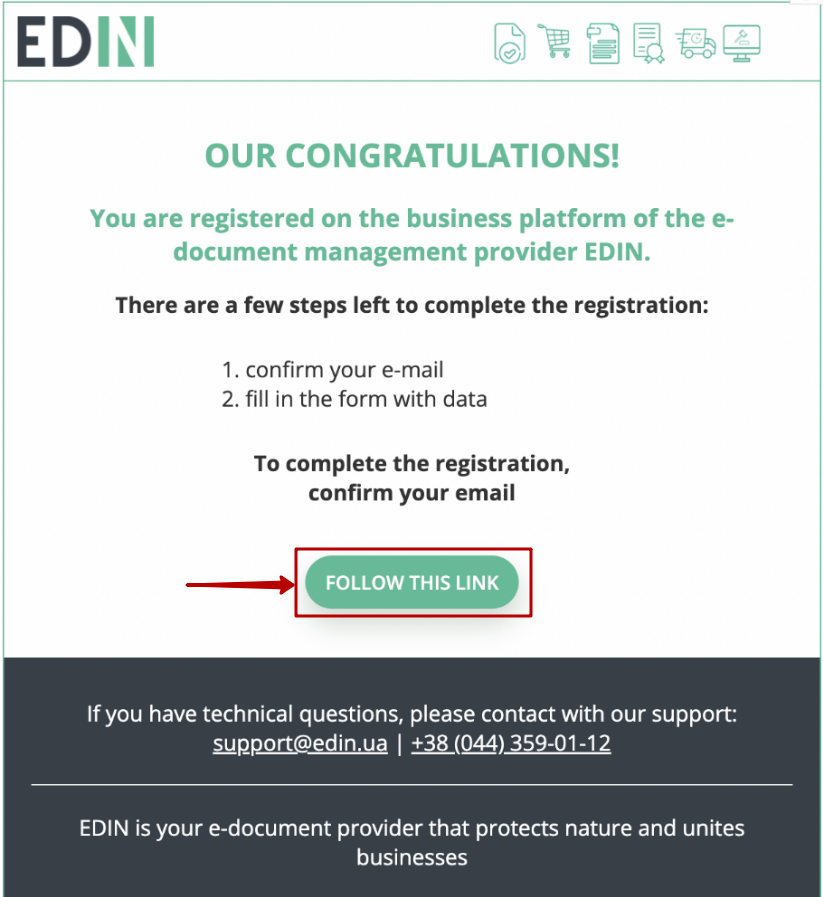 EDIN
OUR CONGRATULATIONS!
You are registered on the business platform of the e-
document management provider EDIN.
There are a few steps left to complete the registration:
1. confirm your e-mail
2. fill in the form with data
To complete the registration,
confirm your email
FOLLOW THIS LINK
If you have technical questions, please contact with our support:
support@edin.ua | +38 (044) 359-01-12
EDIN is your e-document provider that protects nature and unites
businesses